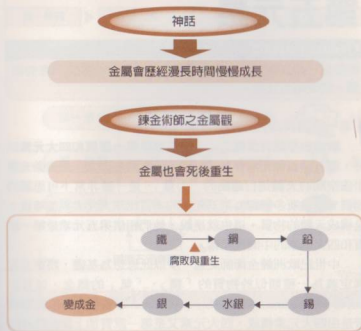 神話
金屬會歷經漫長時間慢慢成長
鍊金術師之金屬觀
金屬也會死後重生
鐵
銅
鉛
腐敗與重生
錫
水銀
銀
變成金